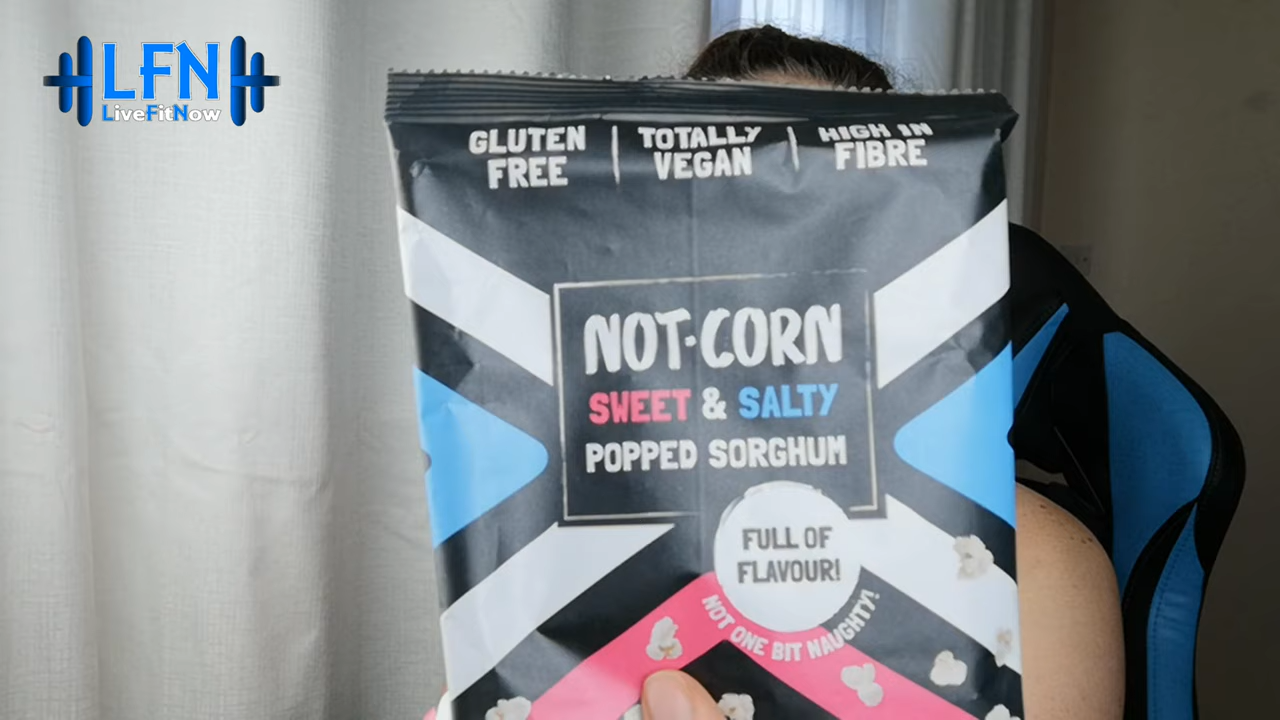 LFN
LiveFitNow
GLUTEN FREE
TOTALLY VEGAN
HIGH IN FIBRE
NOT·CORN
SWEET & SALTY
POPPED SORGHUM
FULL OF
FLAVOUR!
NOT ONE BIT NAUGHTY!